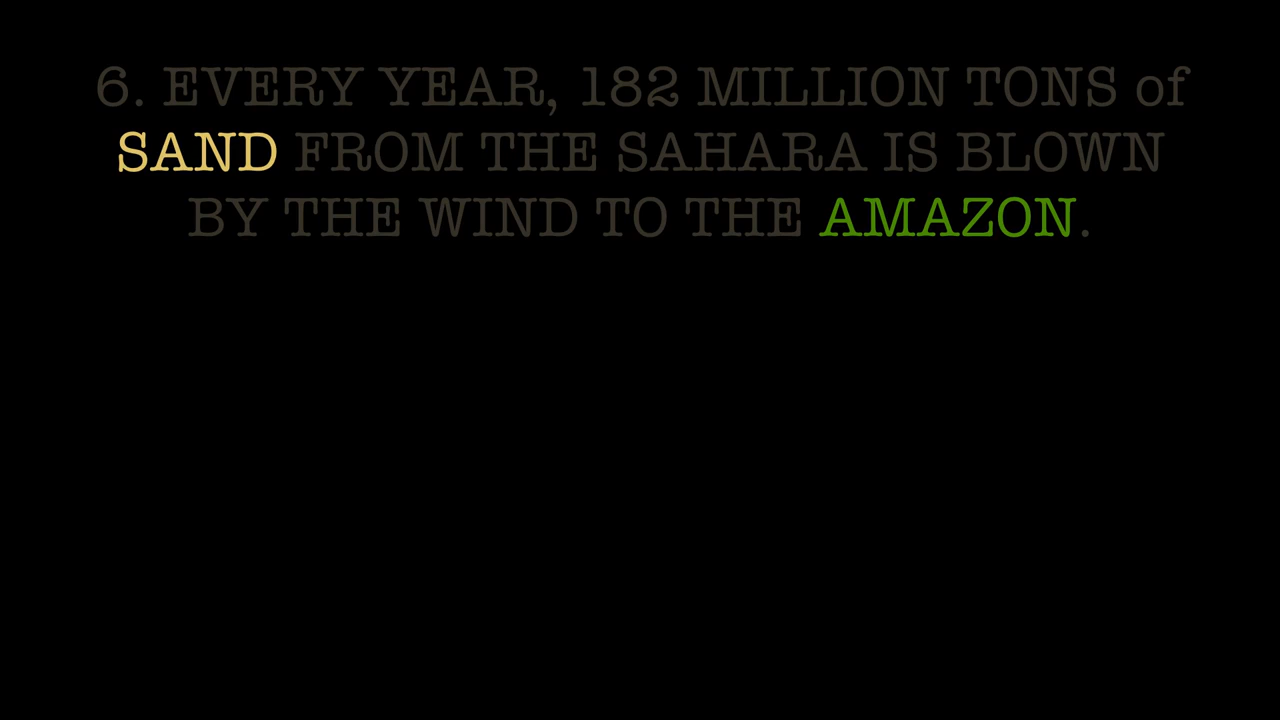 6. EVERY YEAR, 182 MILLION TONS of
SAND FROM THE SAHARA IS BLOWN
BY THE WIND TO THE AMAZON.